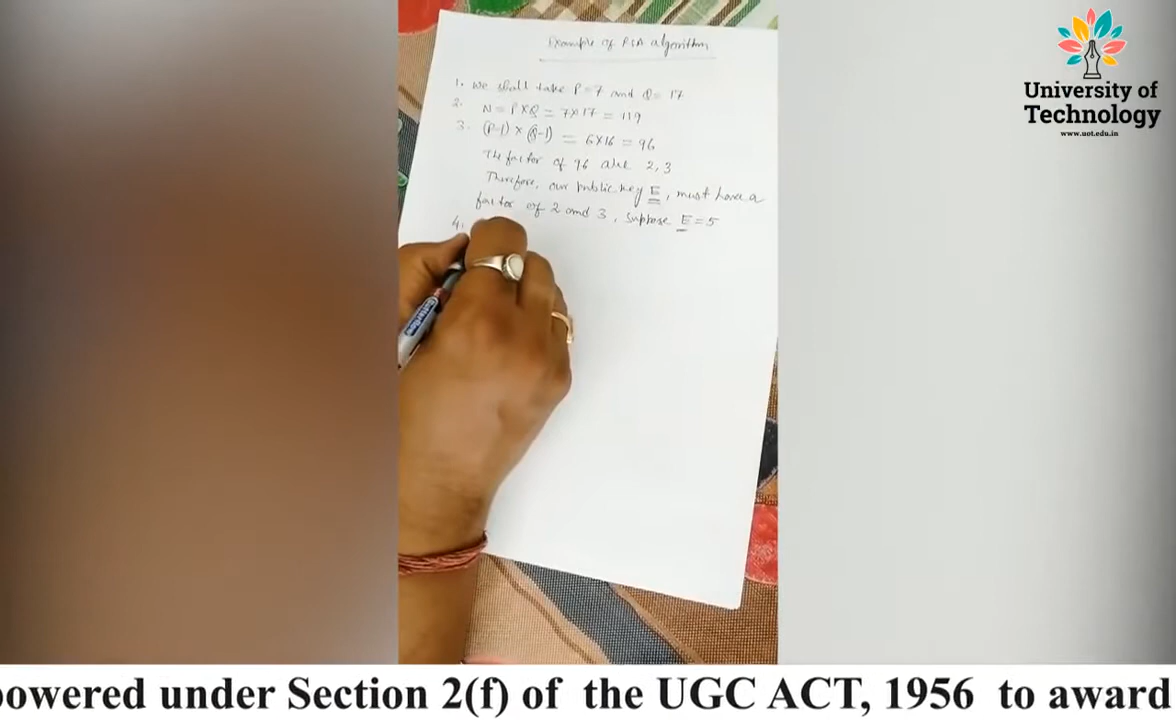 Example of RSA algorithm
1. We shall take P = 7 and Q = 17
2. N = P X Q = 7 X 17 = 119
3. (P-1) X (Q-1) = 6 X 16 = 96
The factor of 96 are 2, 3
Therefore, our public key E, must have a
factor of 2 and 3, Suppose E = 5
4.
University of
Technology
www.uot.edu.in
powered under Section 2(f) of the UGC ACT, 1956 to award